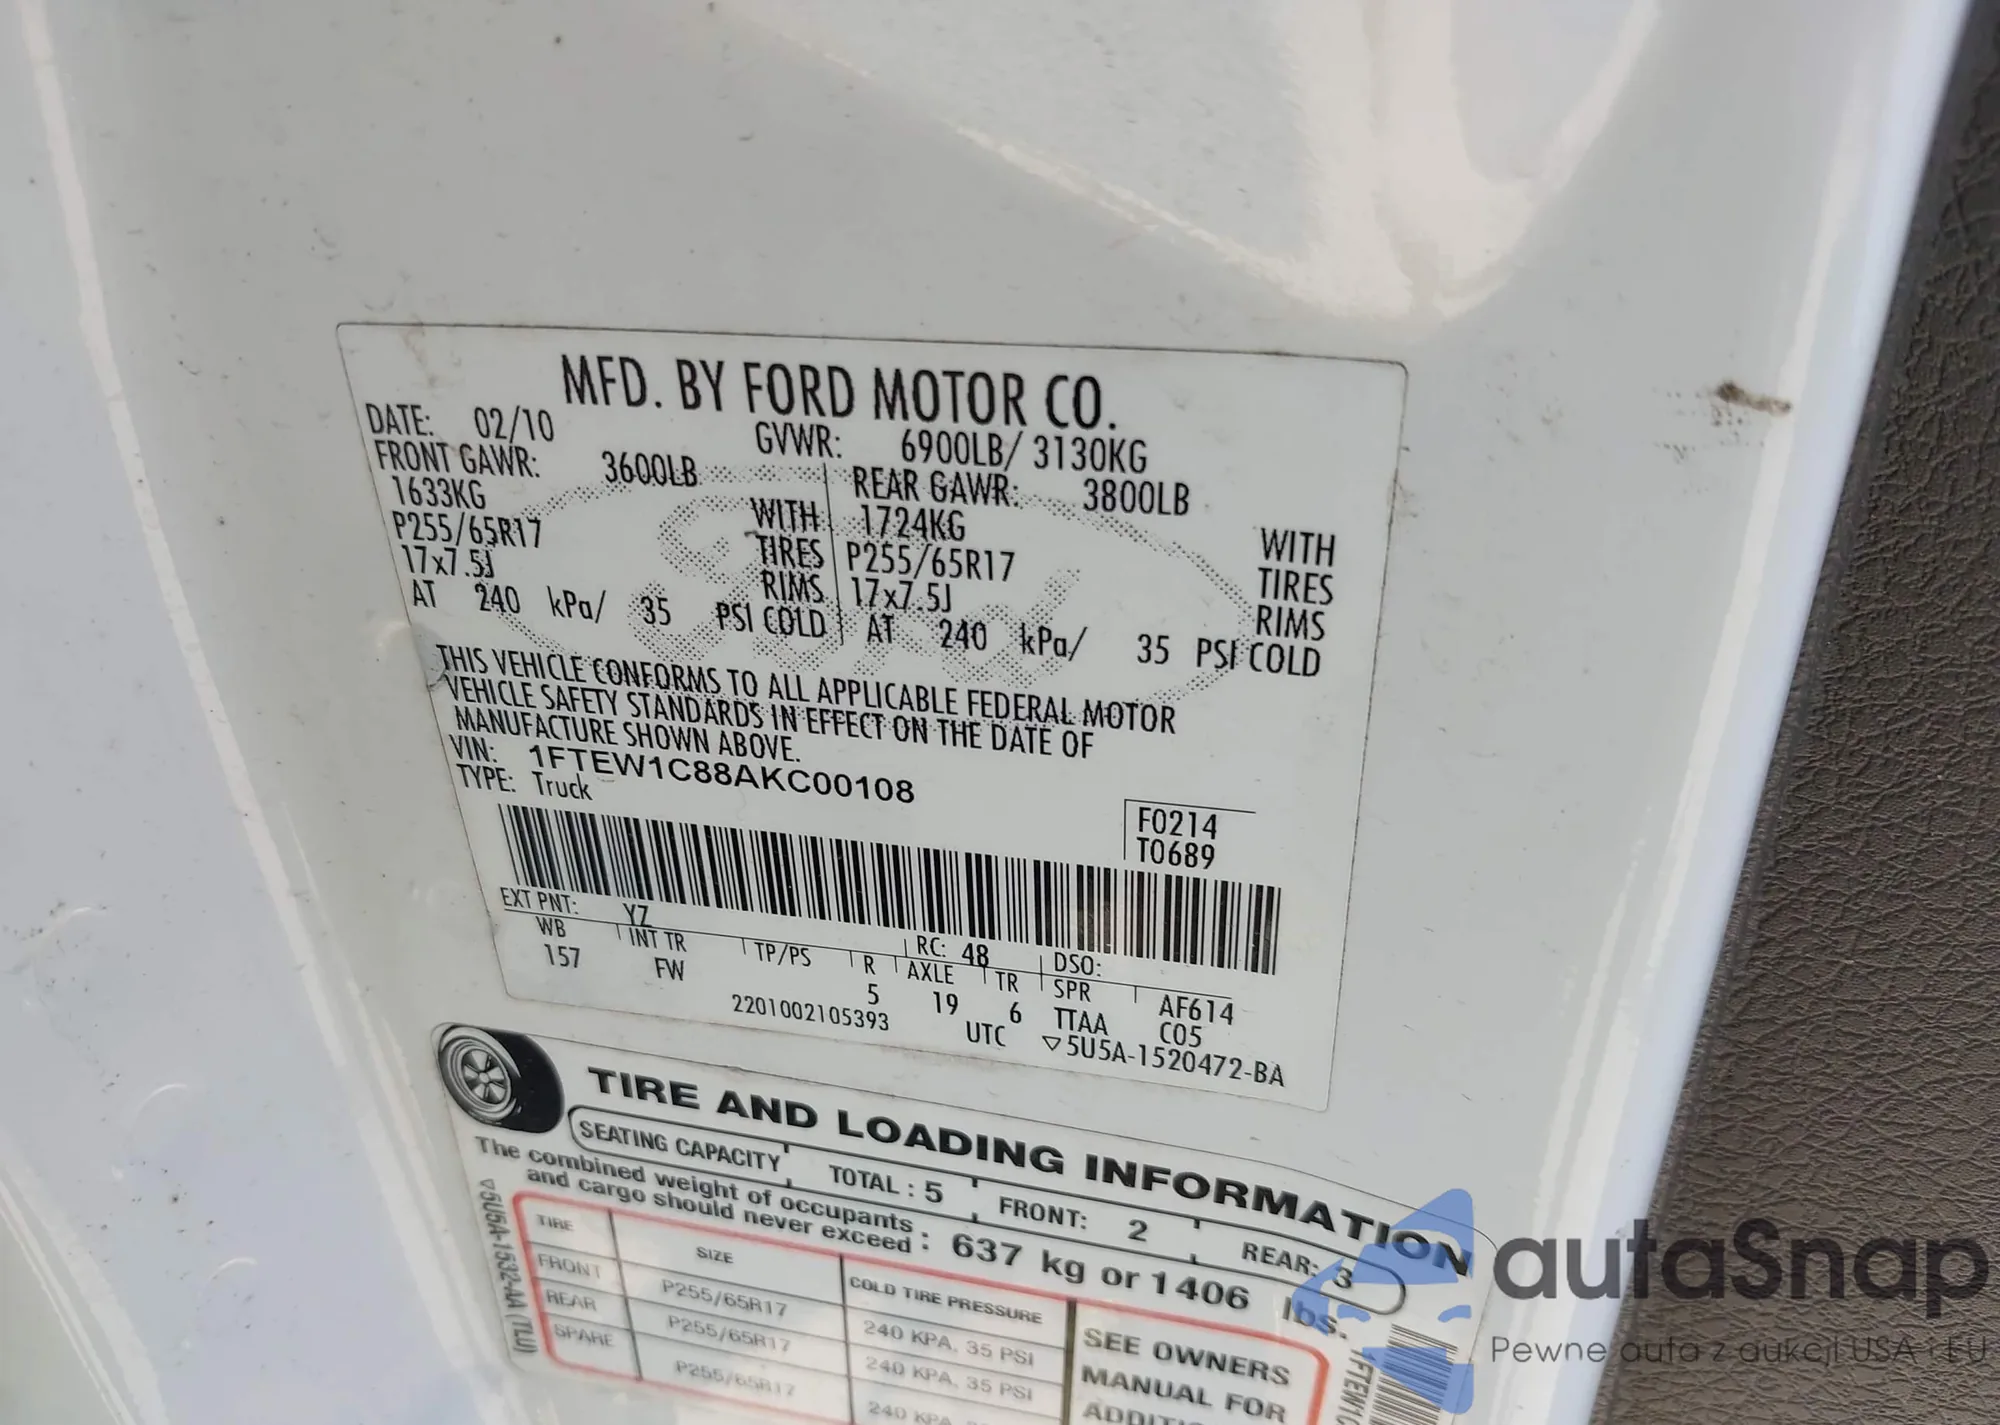 MFD. BY FORD MOTOR CO.
DATE: 02/10 GVWR: 6900LB/ 3130KG
FRONT GAWR: 3600LB REAR GAWR: 3800LB
1633KG WITH 1724KG WITH
P255/65R17 TIRES P255/65R17 TIRES
17x7.5J RIMS 17x7.5J RIMS
AT 240 kPa/ 35 PSI COLD AT 240 kPa/ 35 PSI COLD
THIS VEHICLE CONFORMS TO ALL APPLICABLE FEDERAL MOTOR
VEHICLE SAFETY STANDARDS IN EFFECT ON THE DATE OF
MANUFACTURE SHOWN ABOVE.
VIN: 1FTEW1C88AKC00108
TYPE: Truck
F0214
T0689
EXT PNT: YZ RC: 48 DSO:
WB INT TR TP/PS R AXLE TR SPR AF614
157 FW 5 19 6 TTAA C05
2201002105393 UTC ▽5U5A-1520472-BA
TIRE AND LOADING INFORMATION
SEATING CAPACITY TOTAL : 5 FRONT: 2 REAR: 3
The combined weight of occupants
and cargo should never exceed : 637 kg or 1406 lbs.
TIRE SIZE COLD TIRE PRESSURE
FRONT P255/65R17 240 KPA, 35 PSI
REAR P255/65R17 240 KPA, 35 PSI
SPARE P255/65R17 240 KPA
SEE OWNERS
MANUAL FOR
▽5U5A-1532-AA (TLU)
autaSnap
Pewne auta z aukcji USA i EU